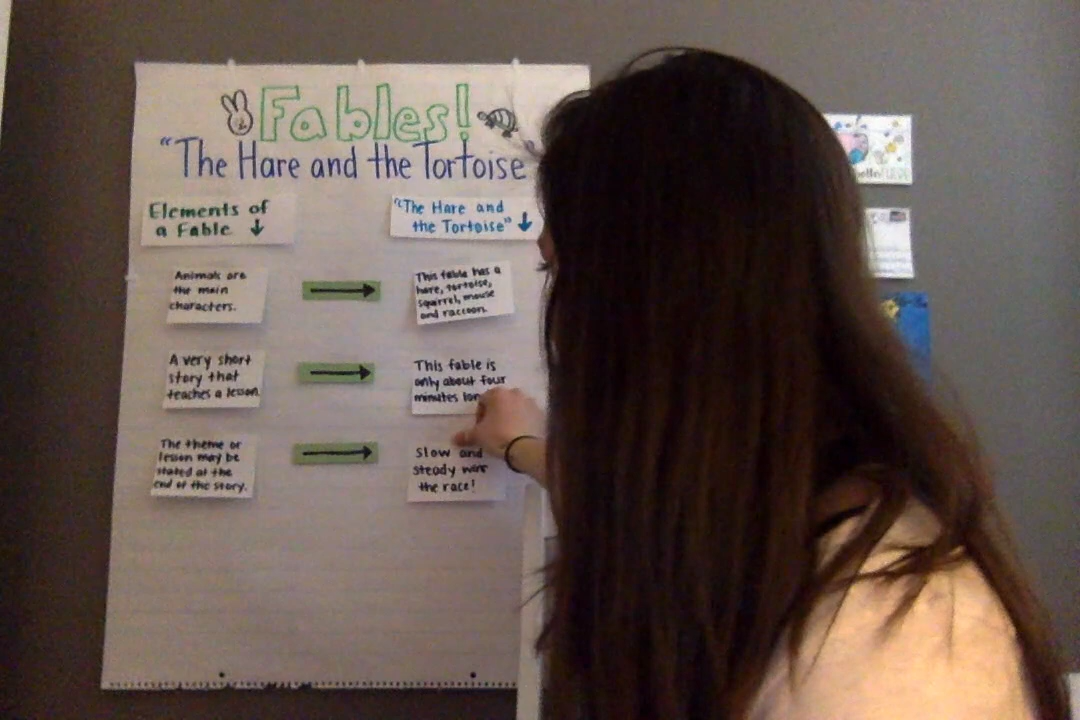 Fables!
"The Hare and the Tortoise
Elements of
a Fable ↓
"The Hare and
the Tortoise" ↓
Animals are
the main
characters.
This fable has a
hare, tortoise,
squirrel, mouse
and raccoon.
A very short
story that
teaches a lesson.
This fable is
only about four
minutes
The theme or
lesson may be
stated at the
end of the story.
Slow and
steady wins
the race!
hello